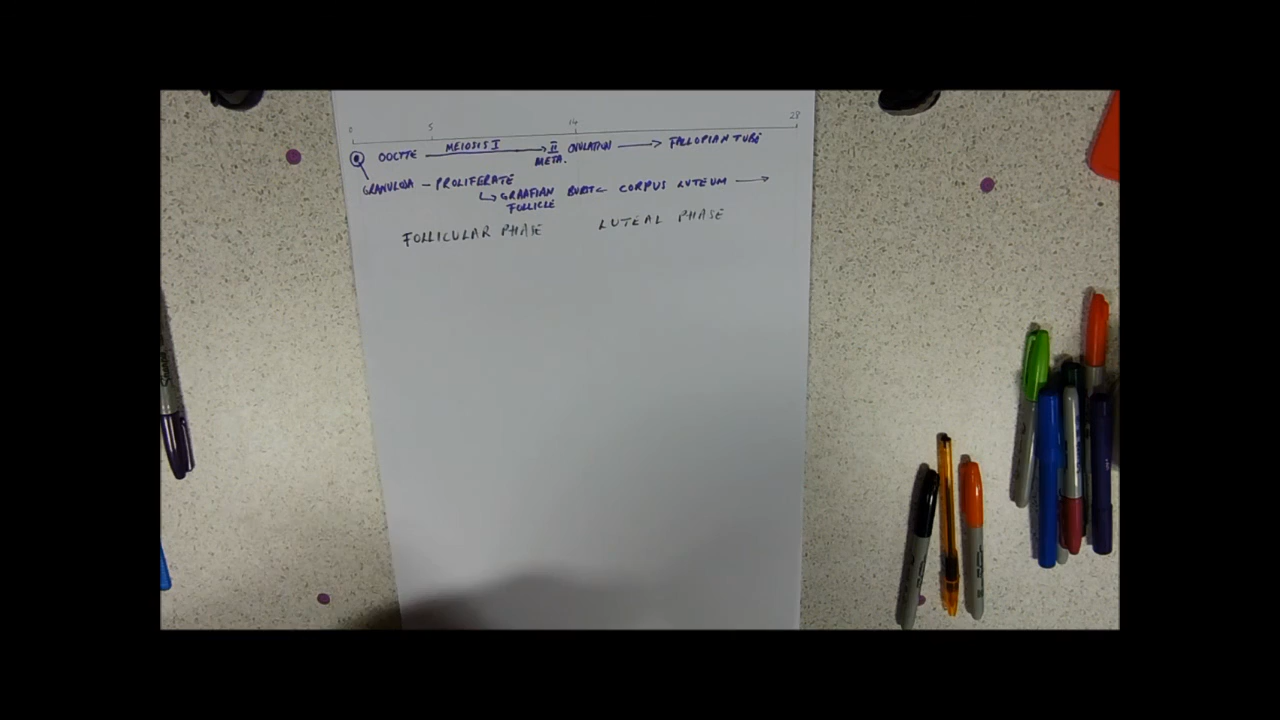 0 5 14 28
OOCYTE MEIOSIS I II OVULATION FALLOPIAN TUBE
META.
GRANULOSA - PROLIFERATE
GRAAFIAN BURST CORPUS LUTEUM
FOLLICLE
FOLLICULAR PHASE LUTEAL PHASE